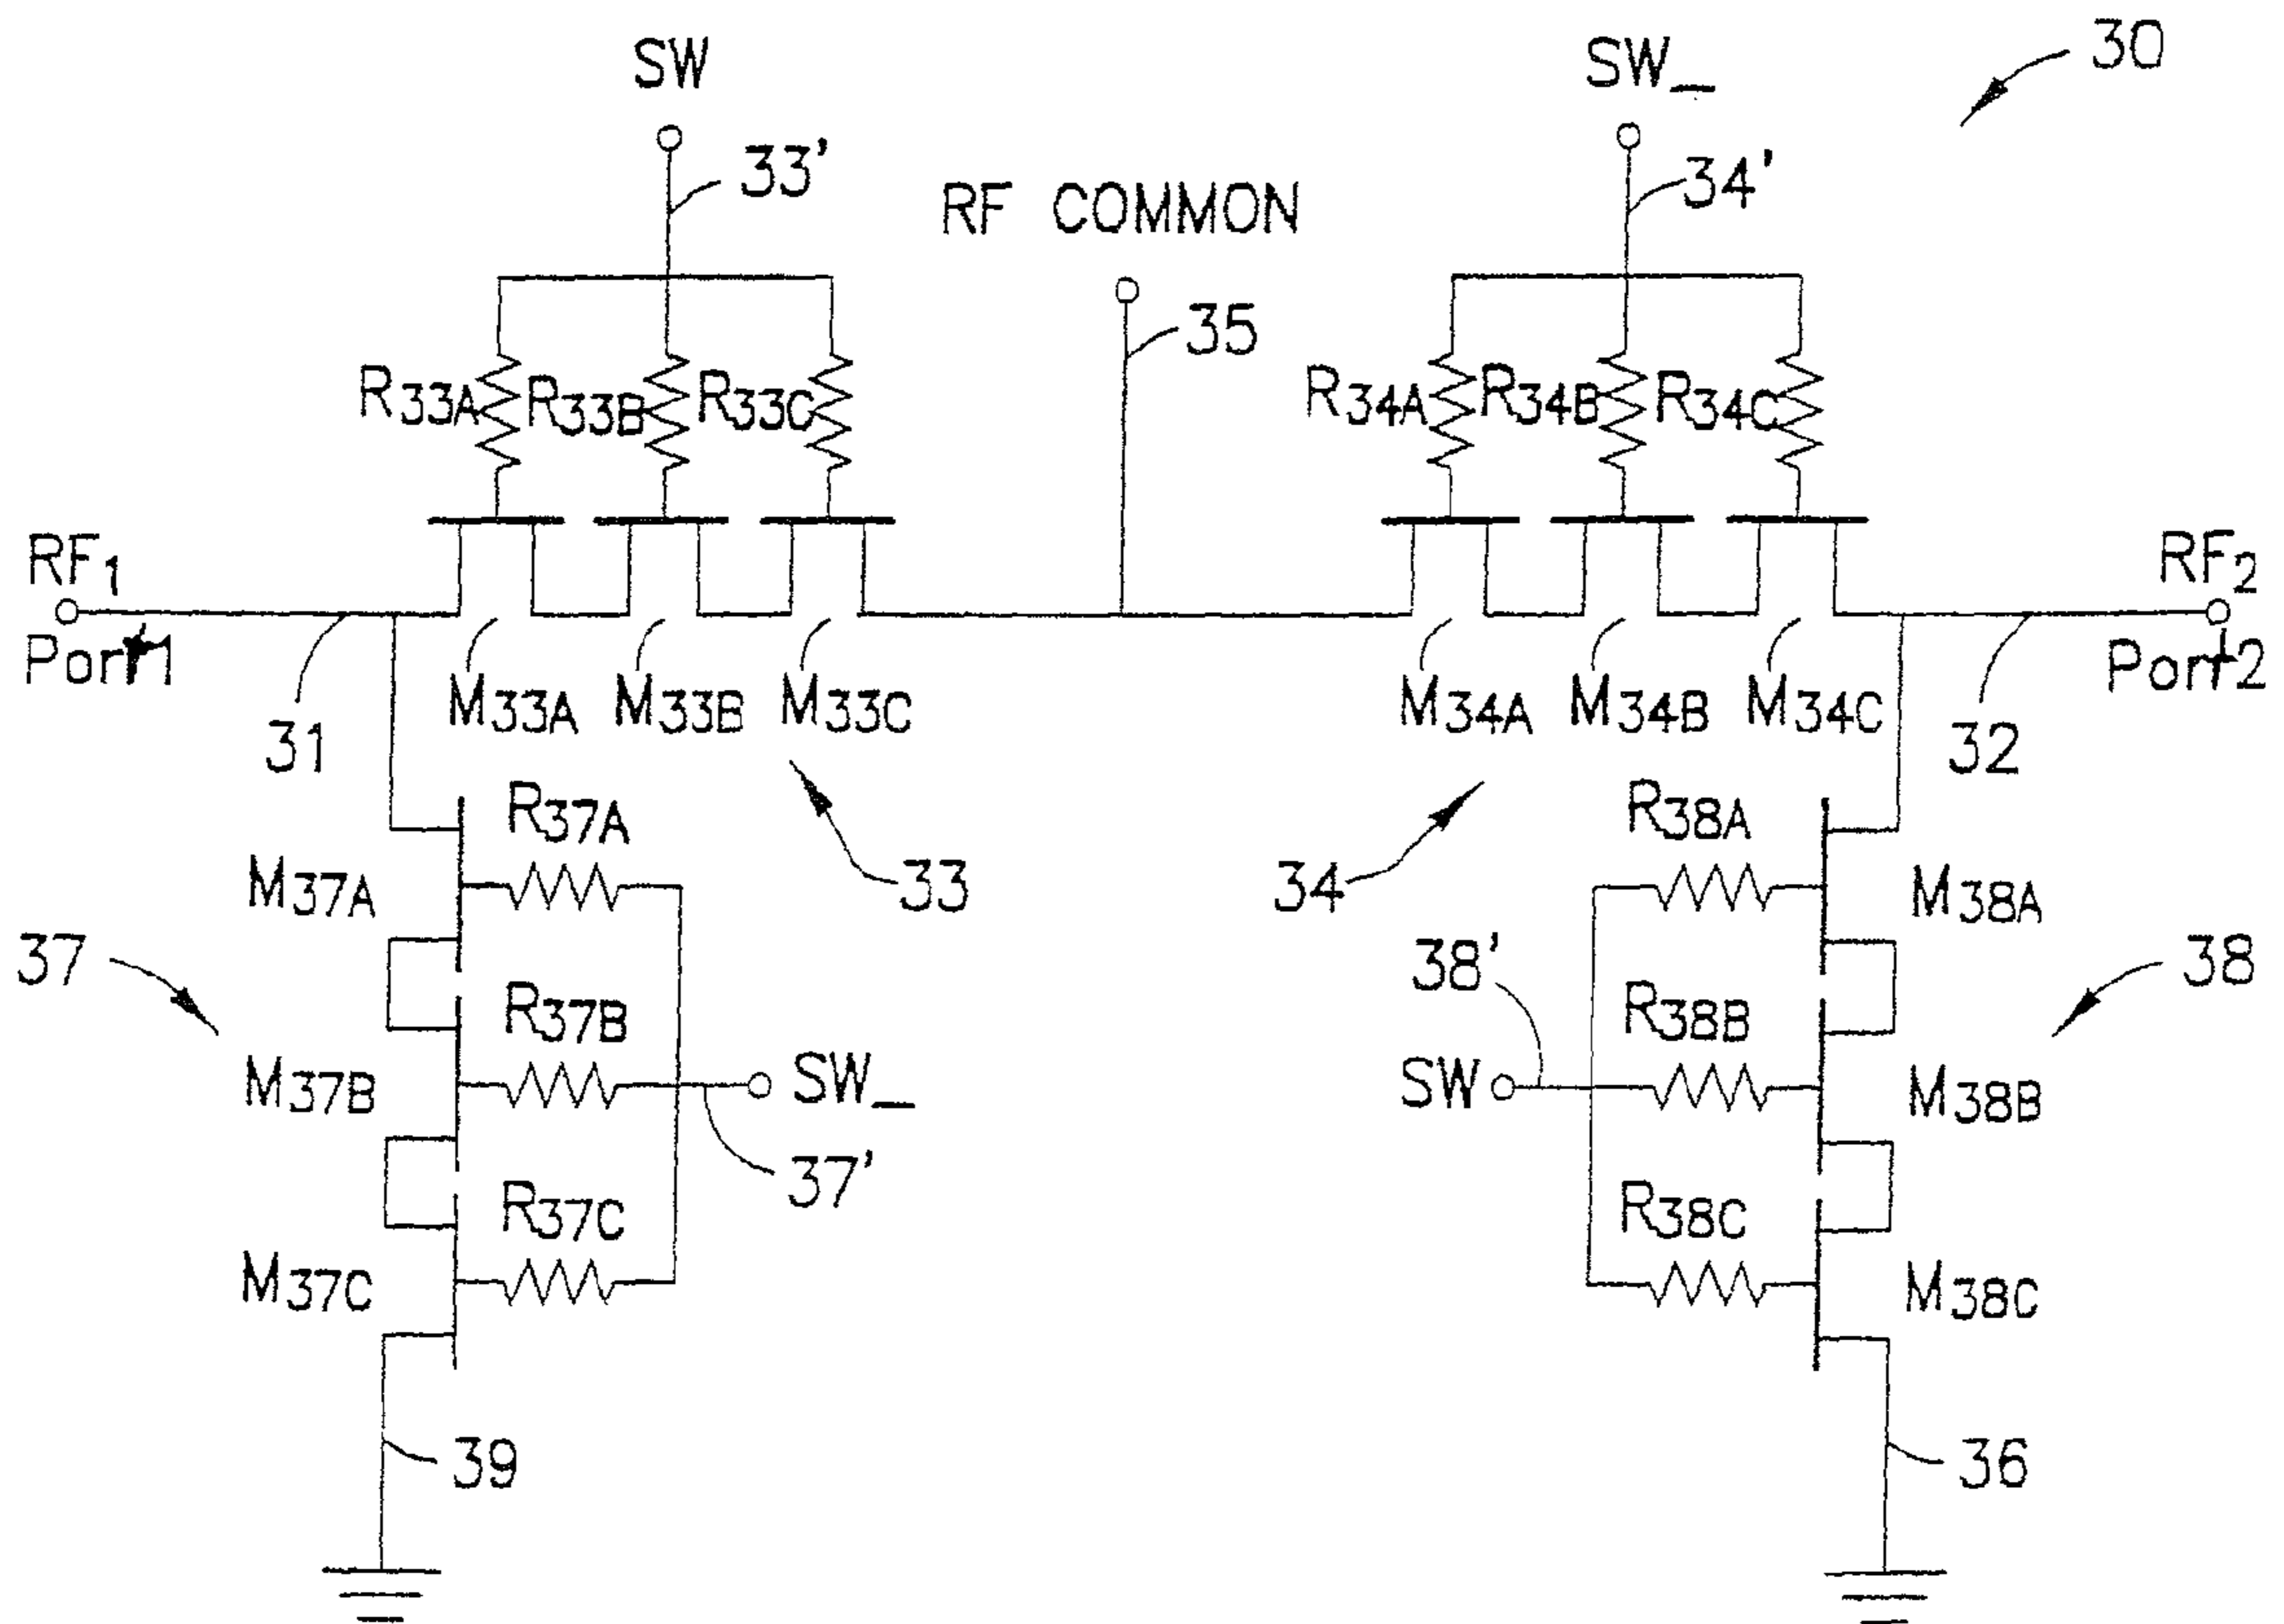 SW
SW_
30
33'
34'
RF COMMON
35
R33A
R33B
R33C
R34A
R34B
R34C
RF1
Port1
RF2
Port2
31
M33A
M33B
M33C
M34A
M34B
M34C
32
33
34
R37A
R38A
M37A
M38A
37
38
38'
R37B
R38B
M37B
SW_
SW
M38B
37'
R37C
R38C
M37C
M38C
39
36